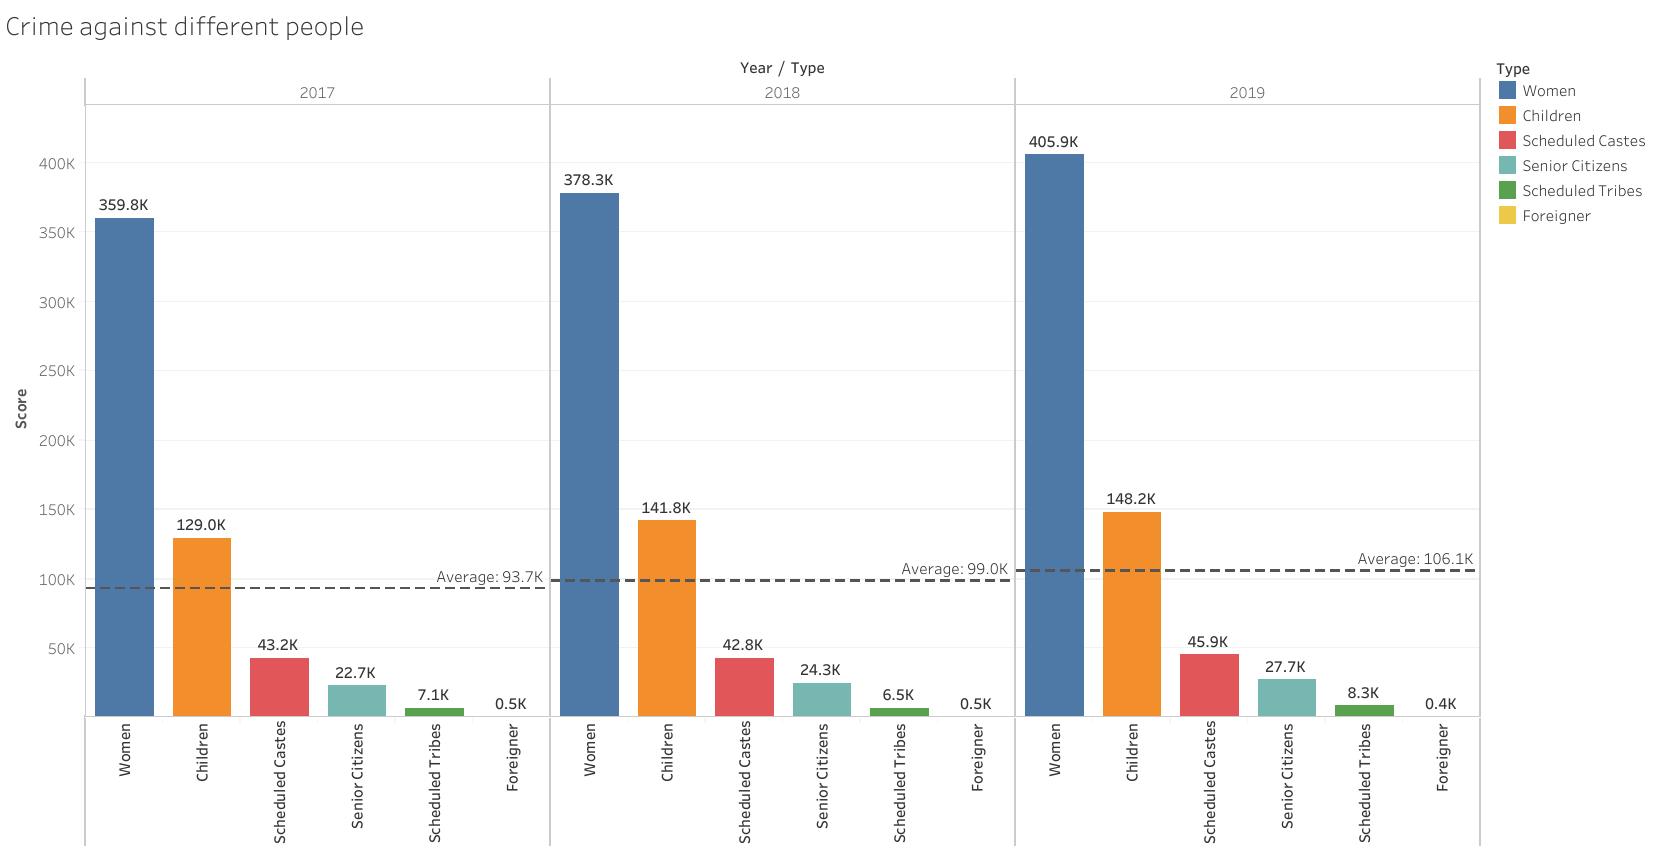 Crime against different people
Year / Type
2017
2018
2019
Score
400K
350K
300K
250K
200K
150K
100K
50K
359.8K
129.0K
43.2K
22.7K
7.1K
0.5K
Average: 93.7K
378.3K
141.8K
42.8K
24.3K
6.5K
0.5K
Average: 99.0K
405.9K
148.2K
45.9K
27.7K
8.3K
0.4K
Average: 106.1K
Women
Children
Scheduled Castes
Senior Citizens
Scheduled Tribes
Foreigner
Women
Children
Scheduled Castes
Senior Citizens
Scheduled Tribes
Foreigner
Women
Children
Scheduled Castes
Senior Citizens
Scheduled Tribes
Foreigner
Type
Women
Children
Scheduled Castes
Senior Citizens
Scheduled Tribes
Foreigner